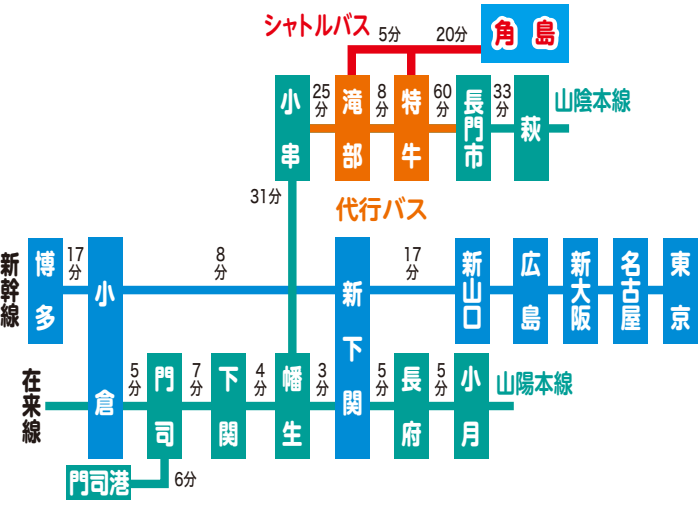 シャトルバス
5分
20分
角島
小串
25分
滝部
8分
特牛
60分
長門市
33分
萩
山陰本線
31分
代行バス
新幹線
博多
17分
小倉
8分
新下関
17分
新山口
広島
新大阪
名古屋
東京
在来線
5分
門司
7分
下関
4分
幡生
3分
5分
長府
5分
小月
山陽本線
門司港
6分